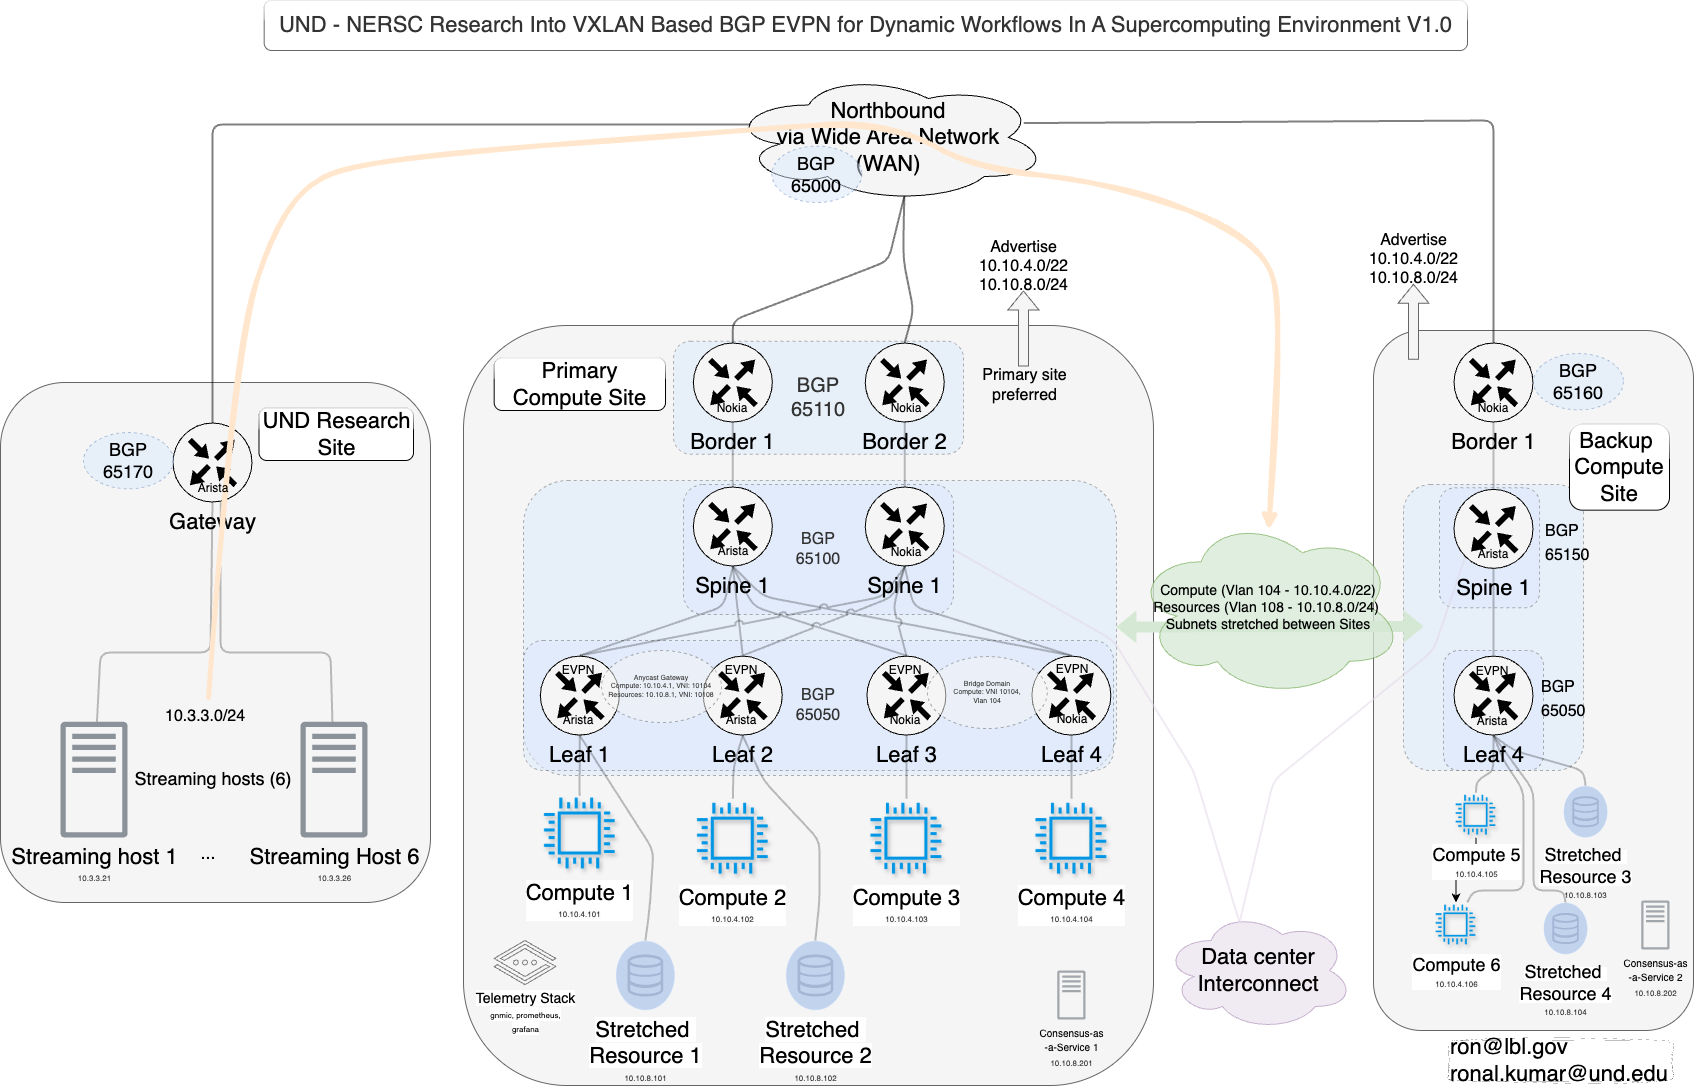 UND - NERSC Research Into VXLAN Based BGP EVPN for Dynamic Workflows In A Supercomputing Environment V1.0
Northbound
via Wide Area Network
(WAN)
BGP
65000
Advertise
10.10.4.0/22
10.10.8.0/24
Primary site
preferred
Advertise
10.10.4.0/22
10.10.8.0/24
UND Research
Site
BGP
65170
Arista
Gateway
10.3.3.0/24
Streaming hosts (6)
Streaming host 1
10.3.3.21
...
Streaming Host 6
10.3.3.26
Primary
Compute Site
Nokia
Border 1
BGP
65110
Nokia
Border 2
Arista
Spine 1
BGP
65100
Nokia
Spine 1
EVPN
Arista
Leaf 1
Anycast Gateway
Compute: 10.10.4.1, VNI: 10104
Resources: 10.10.8.1, VNI: 10108
EVPN
Arista
Leaf 2
BGP
65050
EVPN
Nokia
Leaf 3
Bridge Domain
Compute: VNI 10104,
Vlan 104
EVPN
Nokia
Leaf 4
Compute 1
10.10.4.101
Compute 2
10.10.4.102
Compute 3
10.10.4.103
Compute 4
10.10.4.104
Telemetry Stack
gnmic, prometheus,
grafana
Stretched
Resource 1
10.10.8.101
Stretched
Resource 2
10.10.8.102
Consensus-as
-a-Service 1
10.10.8.201
Compute (Vlan 104 - 10.10.4.0/22)
Resources (Vlan 108 - 10.10.8.0/24)
Subnets stretched between Sites
Data center
Interconnect
Nokia
Border 1
BGP
65160
Backup
Compute
Site
Arista
Spine 1
BGP
65150
EVPN
Arista
Leaf 4
BGP
65050
Compute 5
10.10.4.105
Stretched
Resource 3
10.10.8.103
Compute 6
10.10.4.106
Stretched
Resource 4
10.10.8.104
Consensus-as
-a-Service 2
10.10.8.202
ron@lbl.gov
ronal.kumar@und.edu